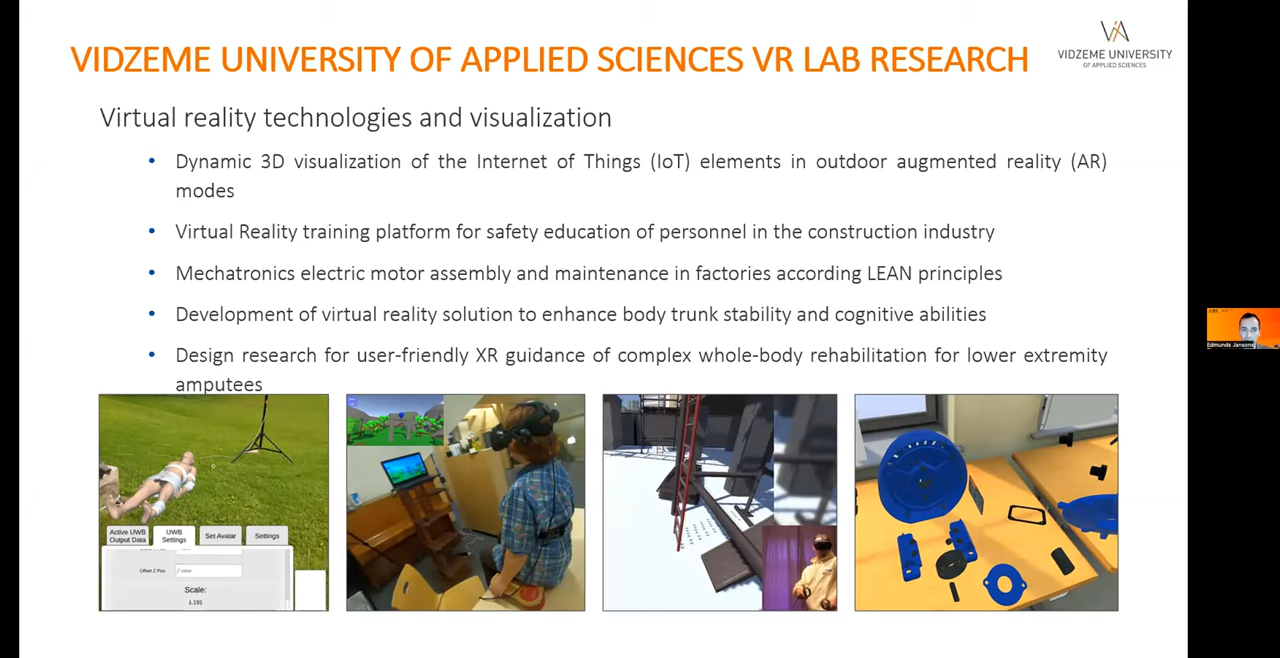 VIDZEME UNIVERSITY OF APPLIED SCIENCES VR LAB RESEARCH
VIDZEME UNIVERSITY
OF APPLIED SCIENCES
Virtual reality technologies and visualization
• Dynamic 3D visualization of the Internet of Things (IoT) elements in outdoor augmented reality (AR)
modes
• Virtual Reality training platform for safety education of personnel in the construction industry
• Mechatronics electric motor assembly and maintenance in factories according LEAN principles
• Development of virtual reality solution to enhance body trunk stability and cognitive abilities
• Design research for user-friendly XR guidance of complex whole-body rehabilitation for lower extremity
amputees
Active UWB
Output Data
UWB
Settings
Set Avatar
Settings
Offset Z Pos:
Z value
Scale:
1.191
Edmunds Jansons